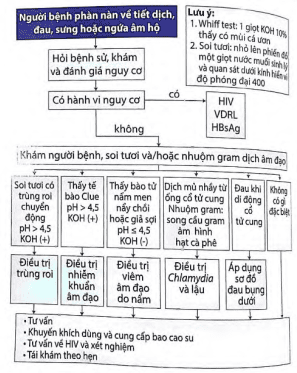 Người bệnh phàn nàn về tiết dịch,
đau, sưng hoặc ngứa âm hộ
Lưu ý:
1. Whiff test: 1 giọt KOH 10%
thấy có mùi cá ươn
2. Soi tươi: nhỏ lên phiến đồ
một giọt nước muối sinh lý
và quan sát dưới kính hiển vi
độ phóng đại 400
Hỏi bệnh sử, khám
và đánh giá nguy cơ
Có hành vi nguy cơ
có
HIV
VDRL
HBsAg
không
Khám người bệnh, soi tươi và/hoặc nhuộm gram dịch âm đạo
Soi tươi có
trùng roi
chuyển
động
pH > 4,5
KOH (+)
Thấy tế
bào Clue
pH > 4,5
KOH (+)
Thấy bào tử
nấm men
nẩy chồi
hoặc giả sợi
pH ≤ 4,5
KOH (-)
Dịch mủ nhầy từ
ống cổ tử cung
Nhuộm gram:
song cầu gram
âm hình
hạt cà phê
Đau khi
di động
cổ
tử cung
Không
có gì
đặc biệt
Điều trị
trùng roi
Điều trị
nhiễm
khuẩn
âm đạo
Điều trị
viêm
âm đạo
do nấm
Điều trị
Chlamydia
và lậu
Áp dụng
sơ đồ
đau bụng
dưới
• Tư vấn
• Khuyến khích dùng và cung cấp bao cao su
• Tư vấn về HIV và xét nghiệm
• Tái khám theo hẹn